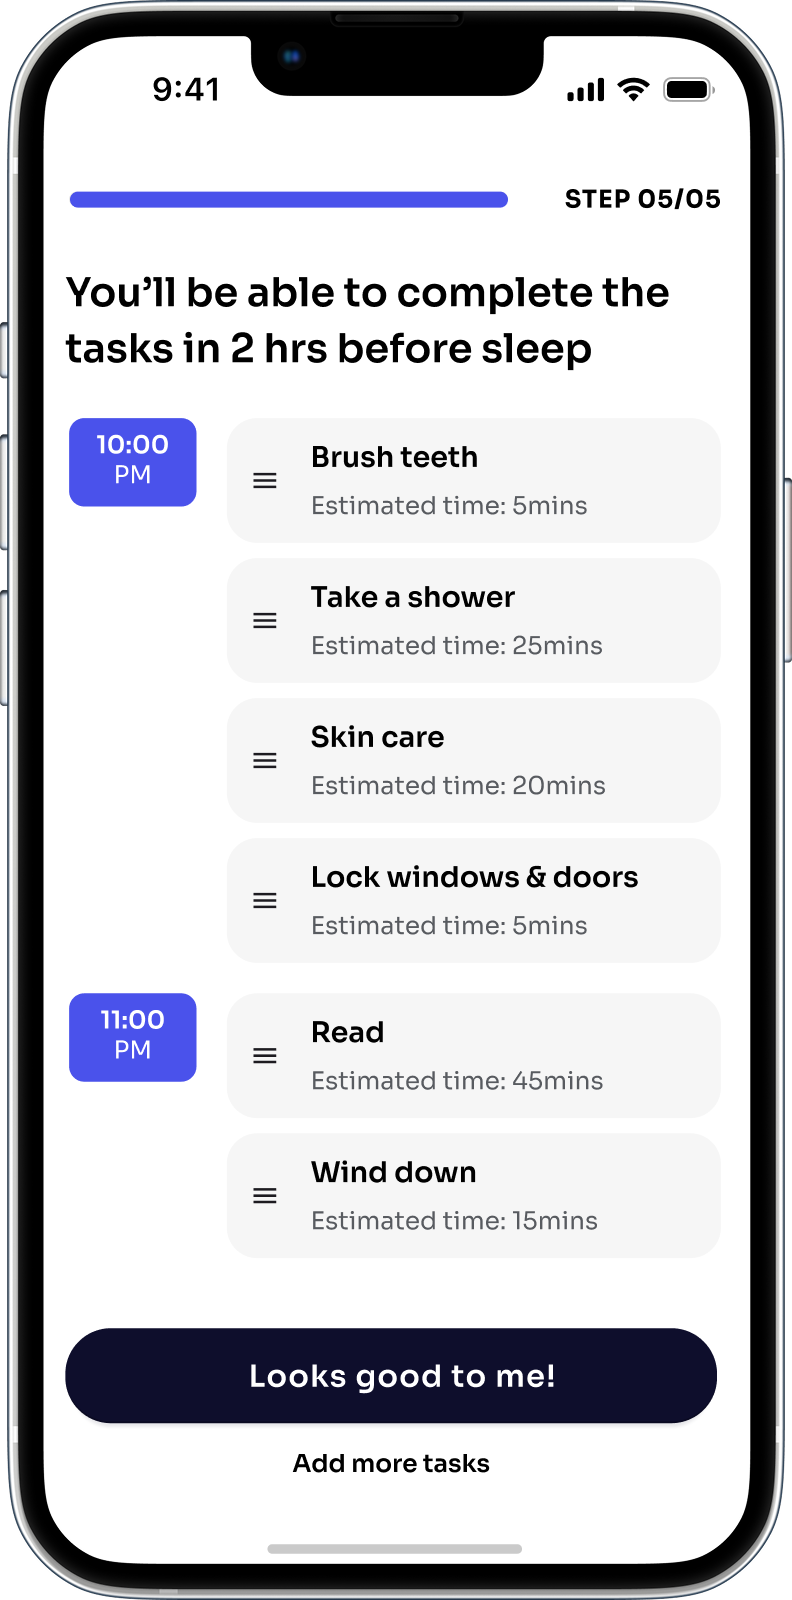 9:41
STEP 05/05
You’ll be able to complete the
tasks in 2 hrs before sleep
10:00
PM
Brush teeth
Estimated time: 5mins
Take a shower
Estimated time: 25mins
Skin care
Estimated time: 20mins
Lock windows & doors
Estimated time: 5mins
11:00
PM
Read
Estimated time: 45mins
Wind down
Estimated time: 15mins
Looks good to me!
Add more tasks